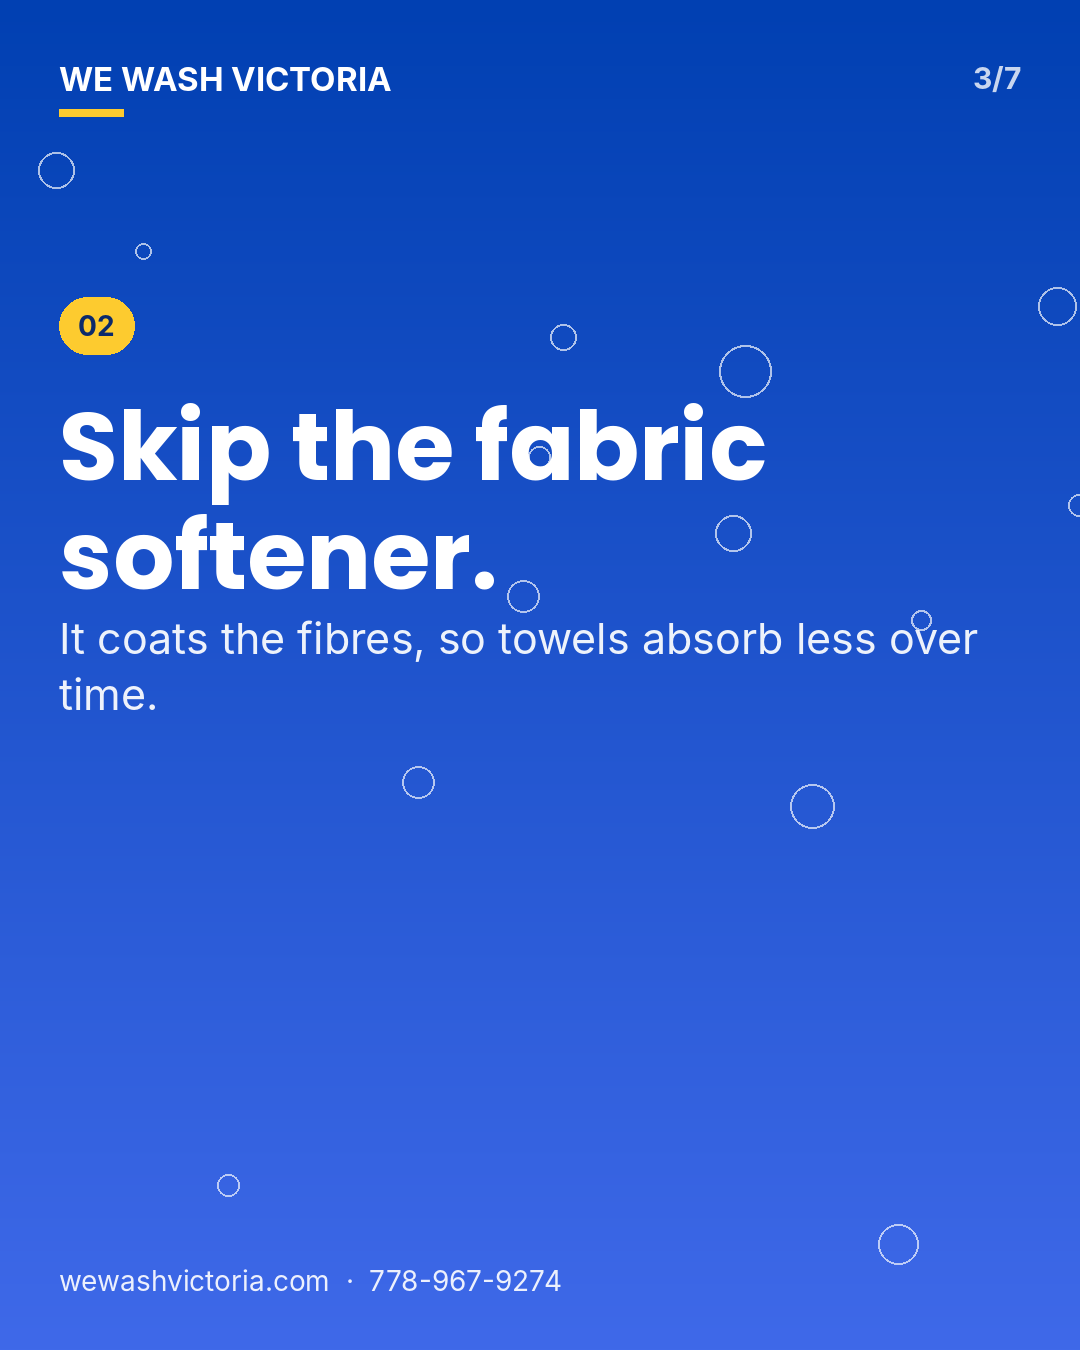 WE WASH VICTORIA
3/7
02
Skip the fabric
softener.
It coats the fibres, so towels absorb less over
time.
wewashvictoria.com · 778-967-9274